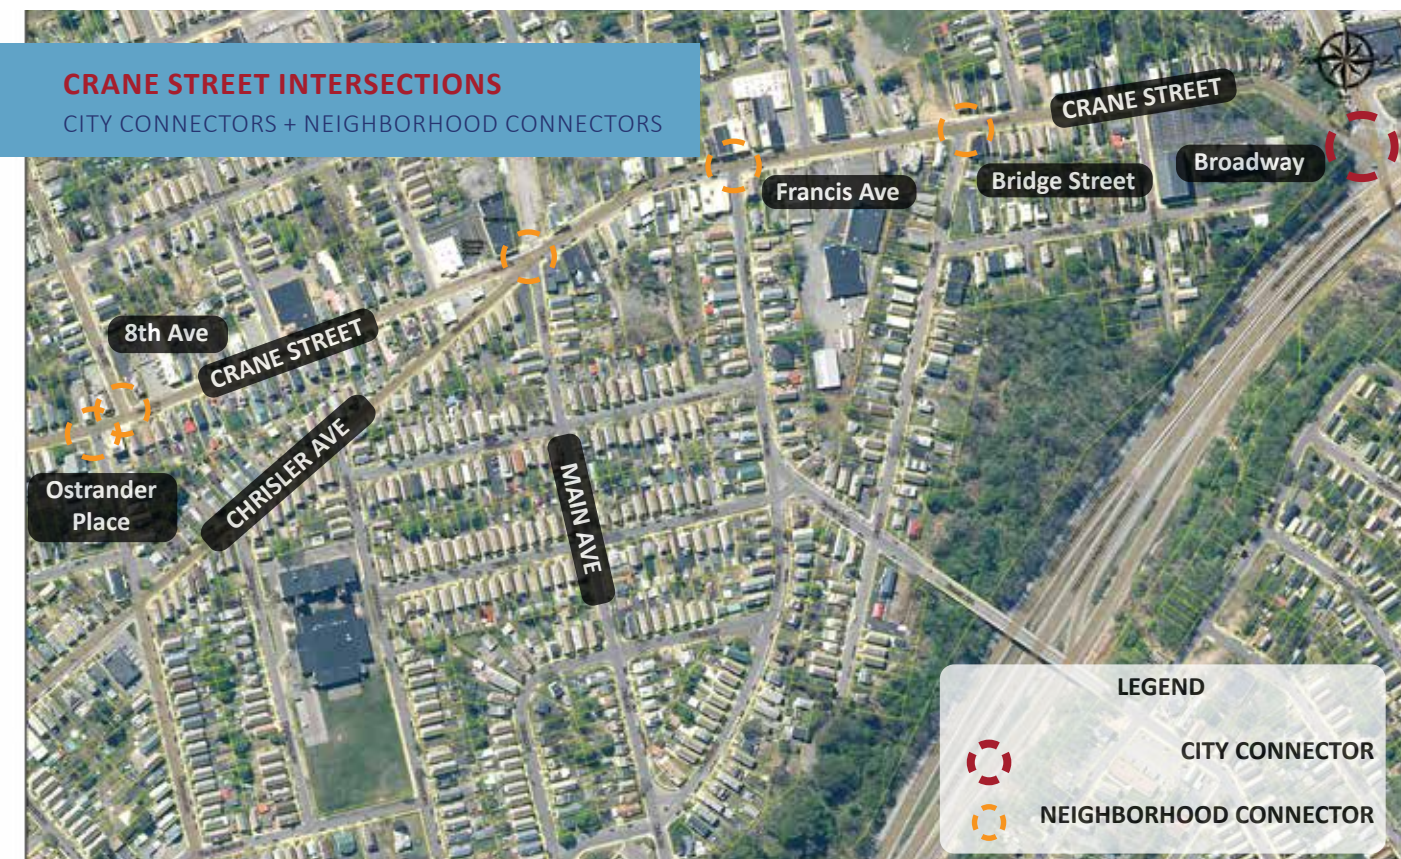 CRANE STREET INTERSECTIONS
CITY CONNECTORS + NEIGHBORHOOD CONNECTORS
CRANE STREET
Broadway
Bridge Street
Francis Ave
8th Ave
CRANE STREET
CHRISLER AVE
Ostrander
Place
MAIN AVE
LEGEND
CITY CONNECTOR
NEIGHBORHOOD CONNECTOR